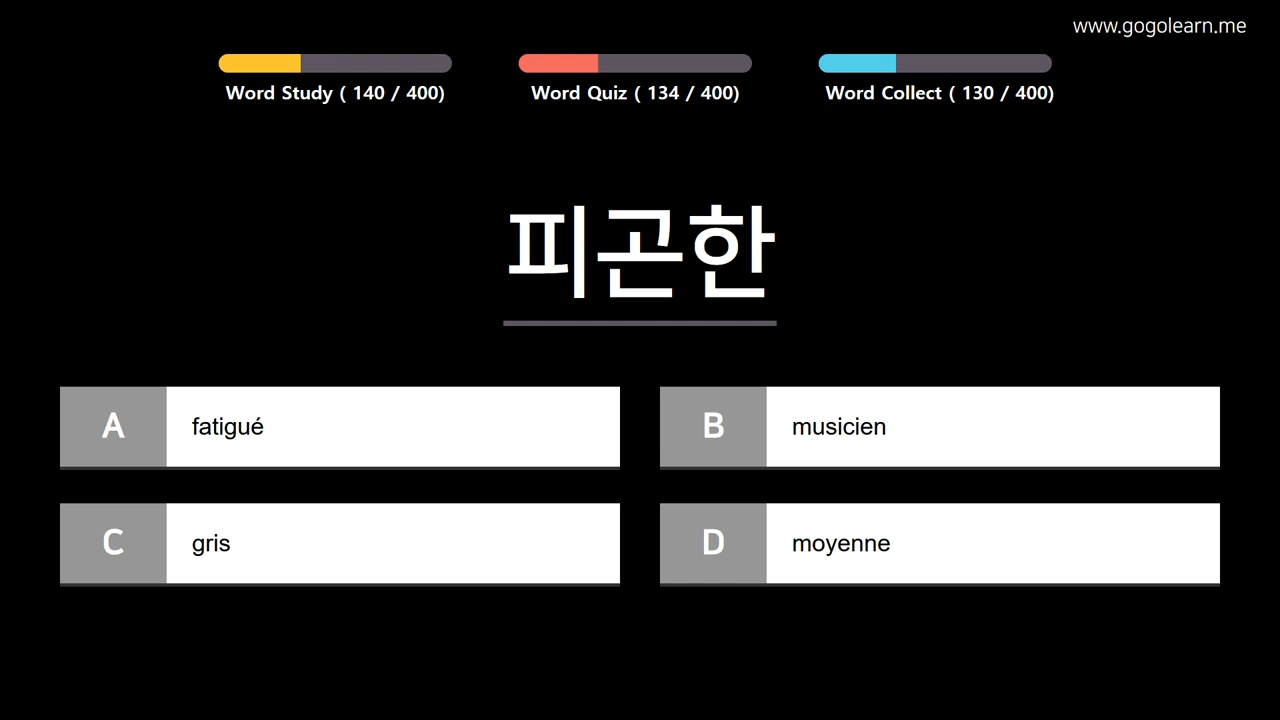 www.gogolearn.me
Word Study ( 140 / 400)
Word Quiz ( 134 / 400)
Word Collect ( 130 / 400)
피곤한
A fatigué
B musicien
C gris
D moyenne